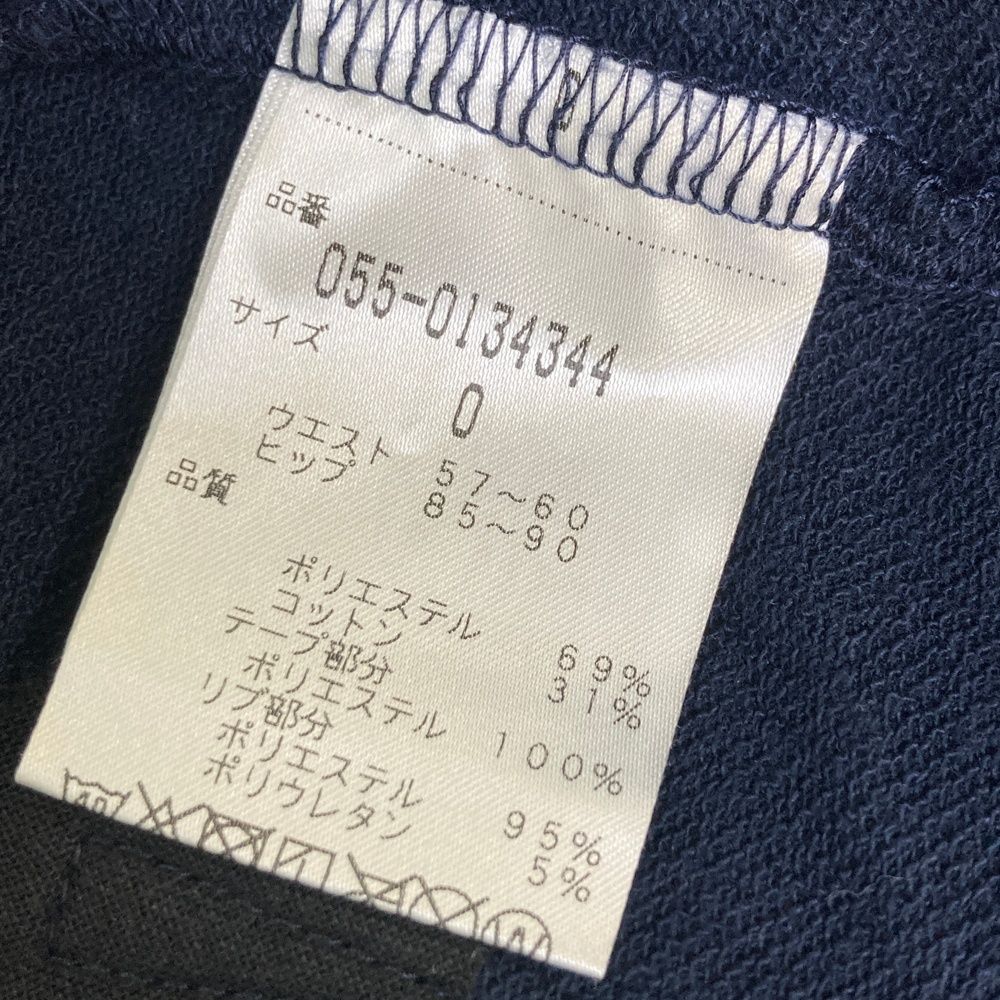 品番
055-0134344
サイズ
0
ウエスト 57~60
ヒップ 85~90
品質
ポリエステル 69%
コットン 31%
テープ部分
ポリエステル 100%
リブ部分
ポリエステル 95%
ポリウレタン 5%